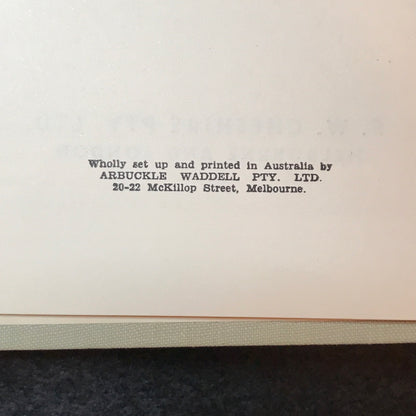 Wholly set up and printed in Australia by
ARBUCKLE WADDELL PTY. LTD.
20-22 McKillop Street, Melbourne.